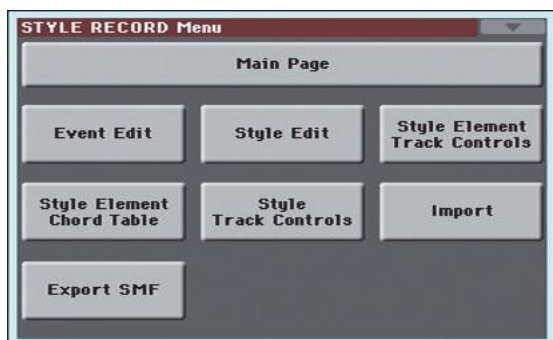 STYLE RECORD Menu
Main Page
Event Edit
Style Edit
Style Element
Track Controls
Style Element
Chord Table
Style
Track Controls
Import
Export SMF